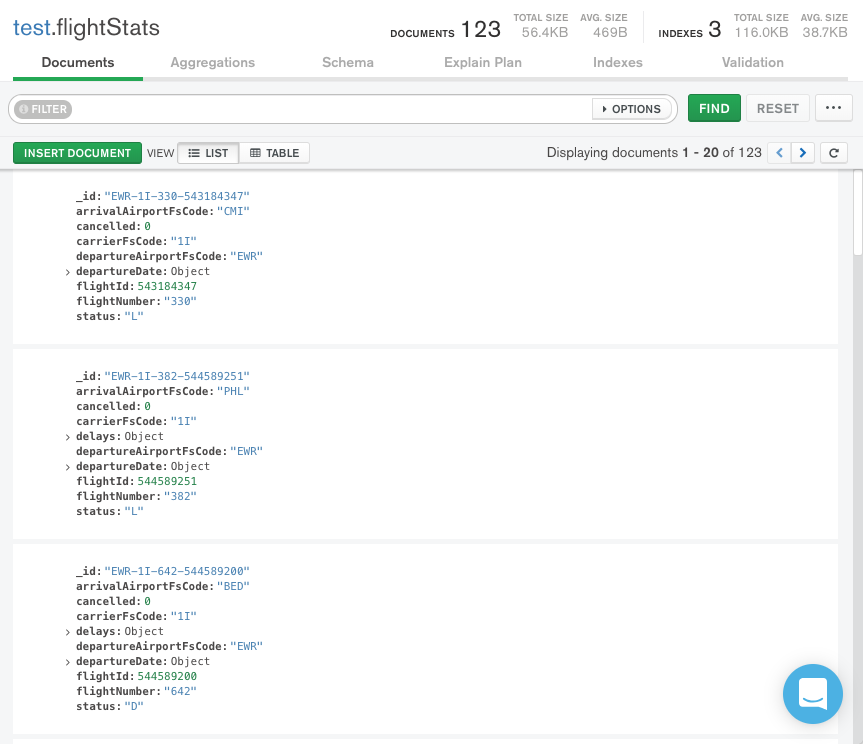 test.flightStats
DOCUMENTS 123 TOTAL SIZE 56.4KB AVG. SIZE 469B INDEXES 3 TOTAL SIZE 116.0KB AVG. SIZE 38.7KB
Documents Aggregations Schema Explain Plan Indexes Validation
FILTER OPTIONS FIND RESET ...
INSERT DOCUMENT VIEW LIST TABLE Displaying documents 1 - 20 of 123
_id:"EWR-1I-330-543184347"
arrivalAirportFsCode:"CMI"
cancelled:0
carrierFsCode:"1I"
departureAirportFsCode:"EWR"
departureDate:Object
flightId:543184347
flightNumber:"330"
status:"L"
_id:"EWR-1I-382-544589251"
arrivalAirportFsCode:"PHL"
cancelled:0
carrierFsCode:"1I"
delays:Object
departureAirportFsCode:"EWR"
departureDate:Object
flightId:544589251
flightNumber:"382"
status:"L"
_id:"EWR-1I-642-544589200"
arrivalAirportFsCode:"BED"
cancelled:0
carrierFsCode:"1I"
delays:Object
departureAirportFsCode:"EWR"
departureDate:Object
flightId:544589200
flightNumber:"642"
status:"D"